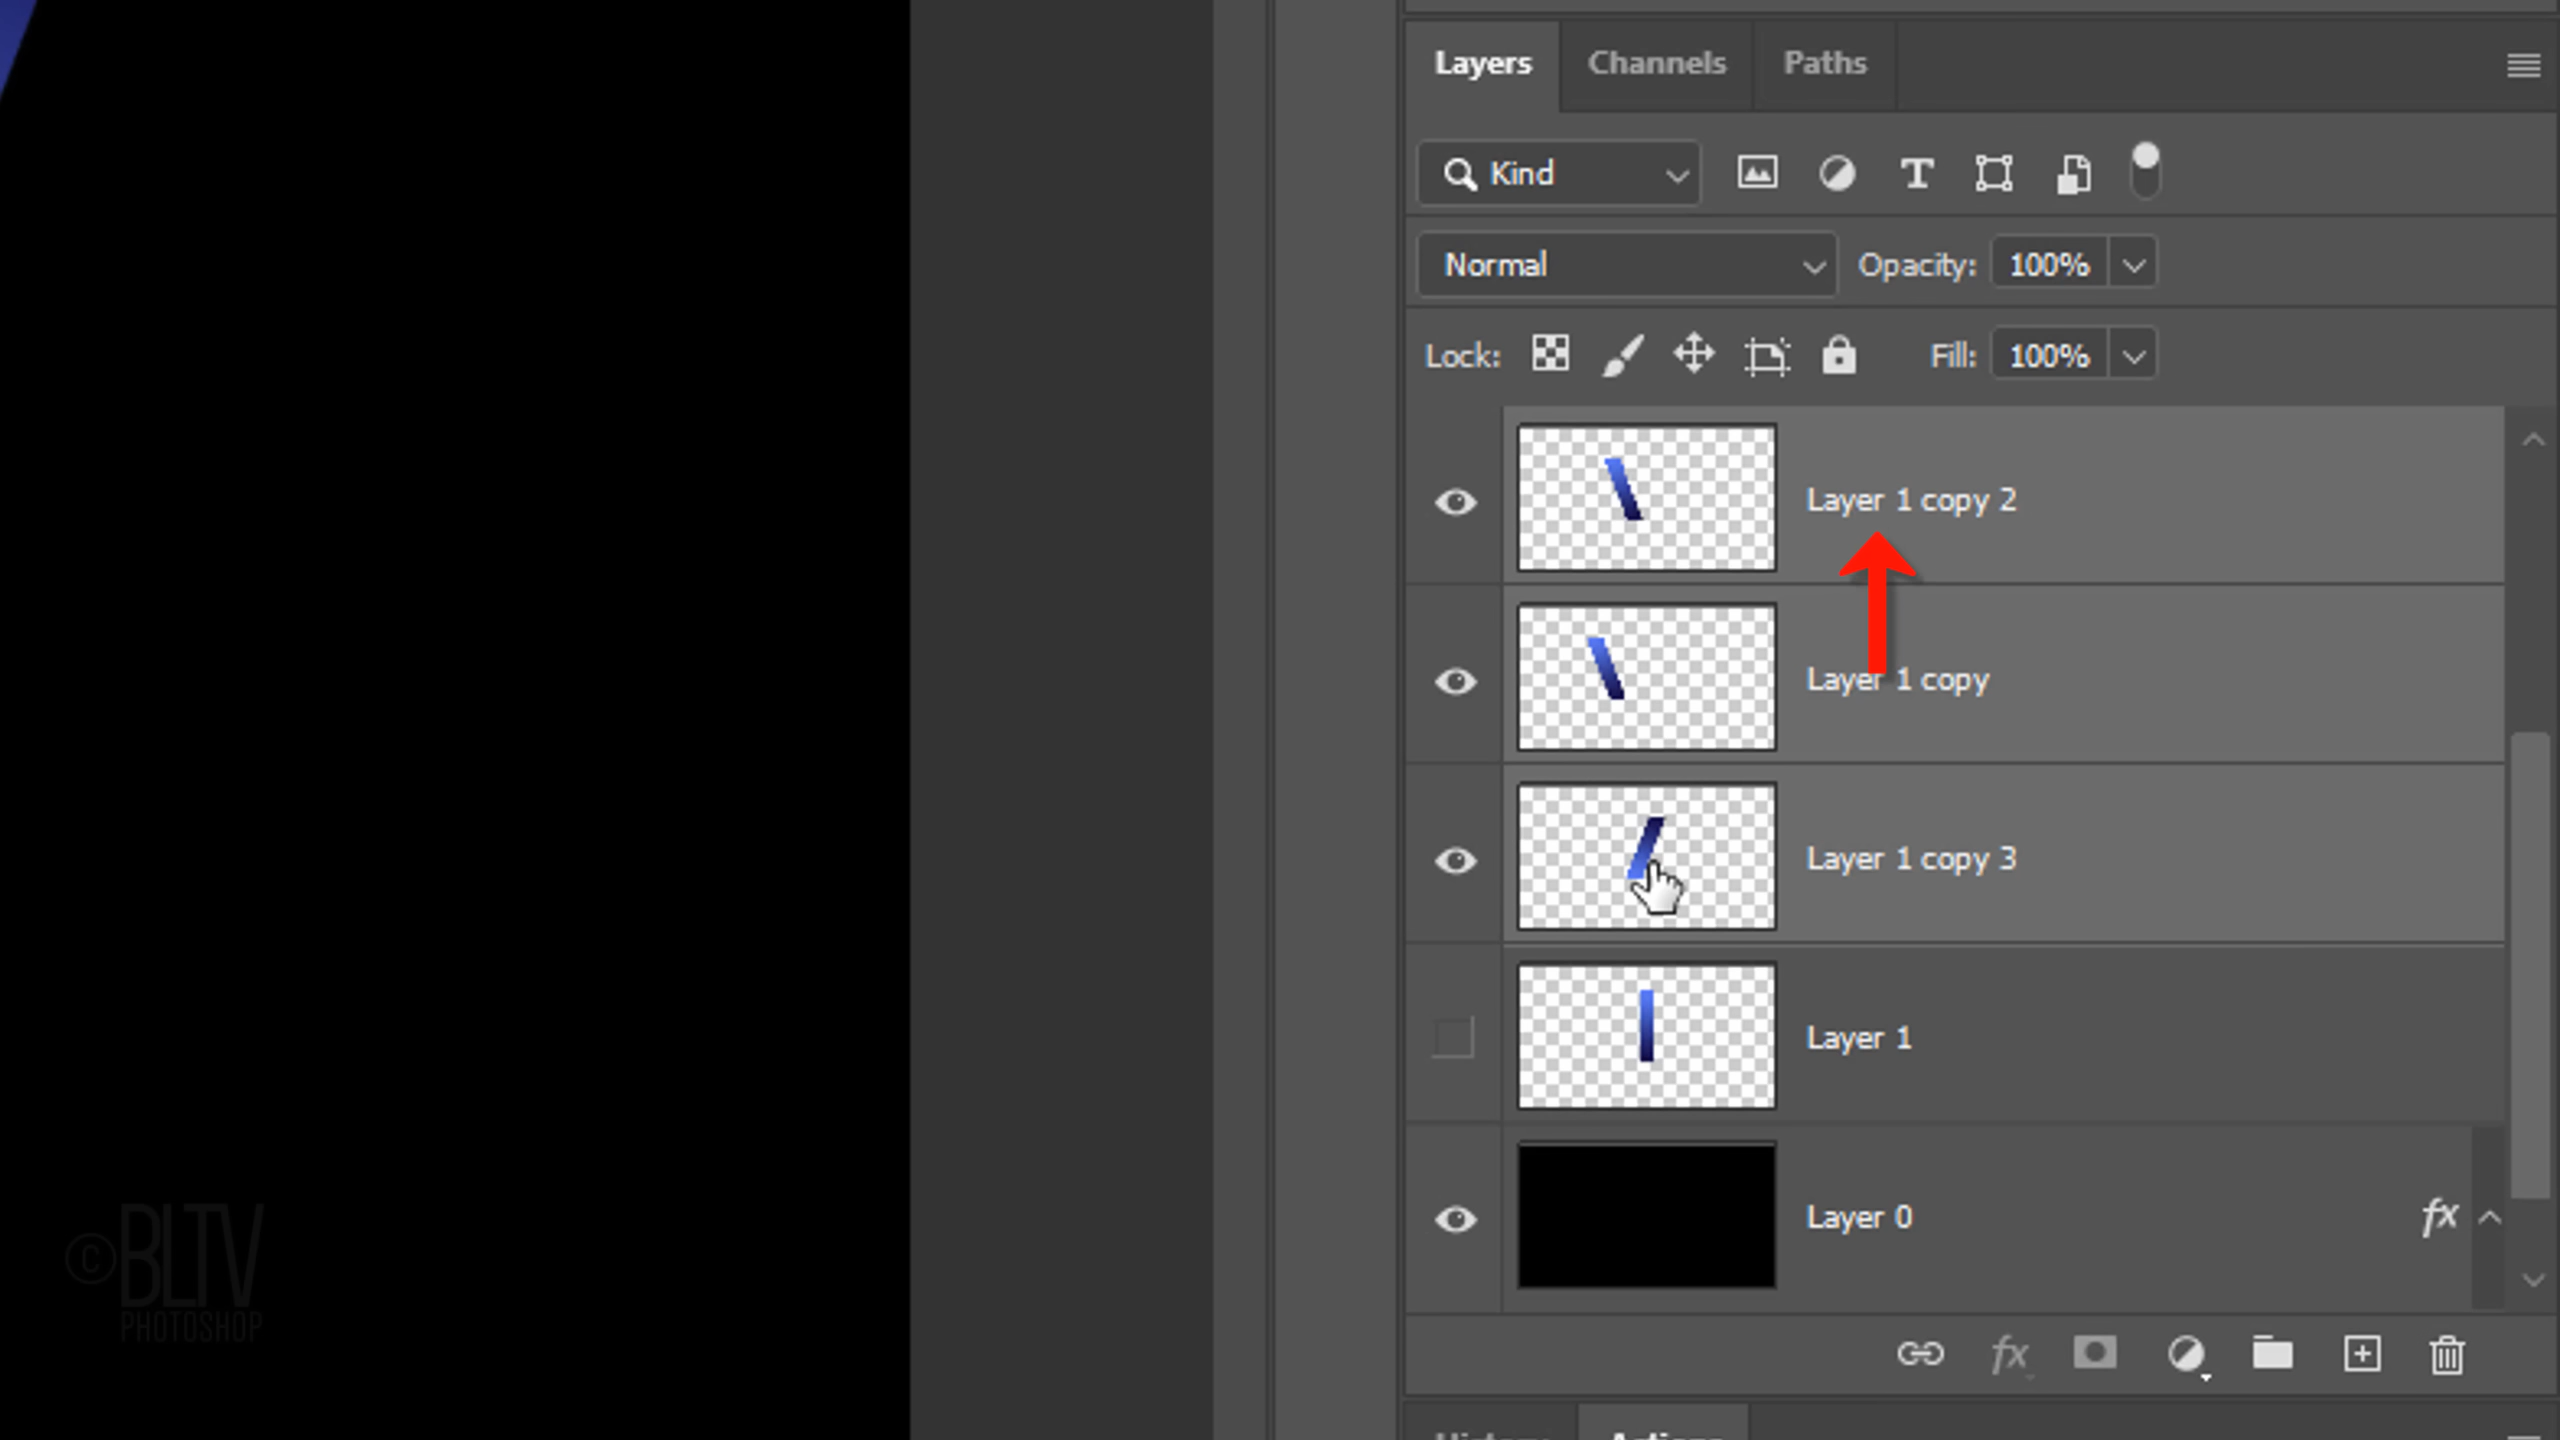 Layers
Channels
Paths
Kind
Normal
Opacity: 100%
Lock:
Fill: 100%
Layer 1 copy 2
Layer 1 copy
Layer 1 copy 3
Layer 1
Layer 0
fx
fx
©BLTV
PHOTOSHOP